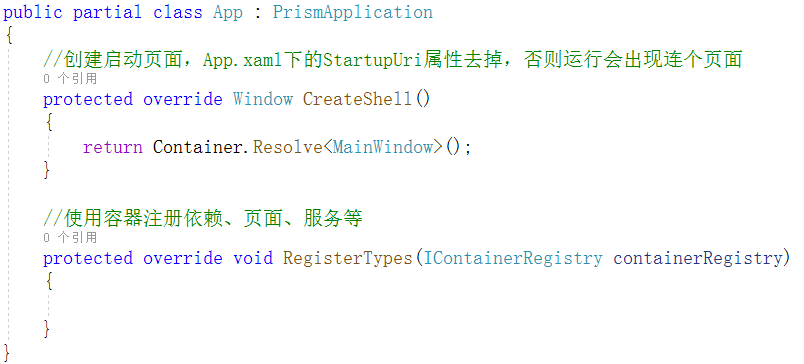 public partial class App : PrismApplication
{
//创建启动页面，App.xaml下的StartupUri属性去掉，否则运行会出现连个页面
0 个引用
protected override Window CreateShell()
{
return Container.Resolve<MainWindow>();
}
//使用容器注册依赖、页面、服务等
0 个引用
protected override void RegisterTypes(IContainerRegistry containerRegistry)
{
}
}